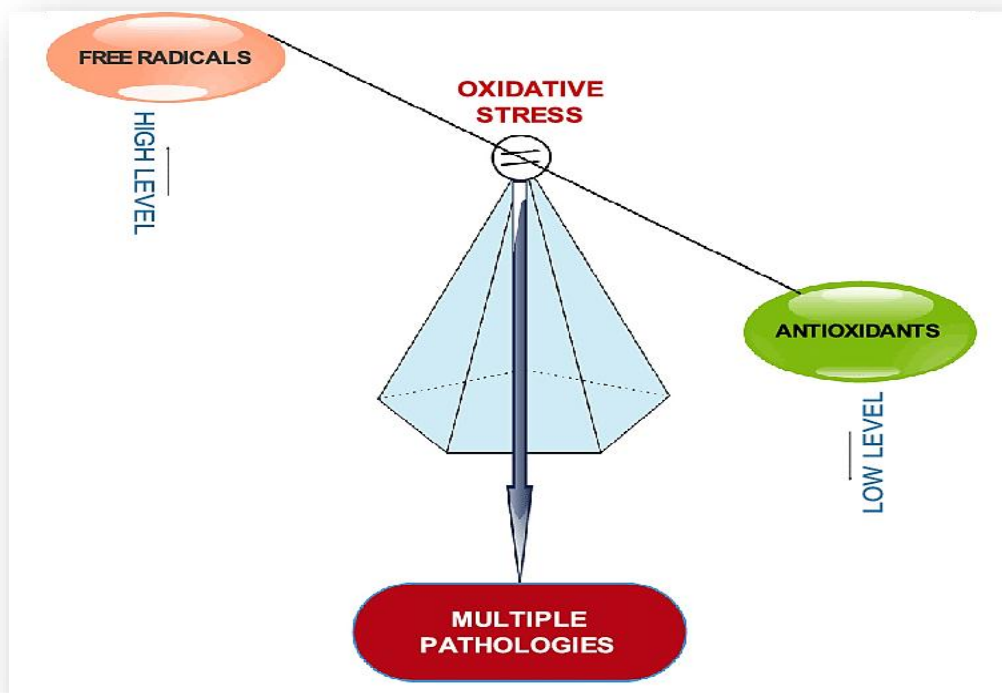 FREE RADICALS
HIGH LEVEL
OXIDATIVE
STRESS
ANTIOXIDANTS
LOW LEVEL
MULTIPLE
PATHOLOGIES